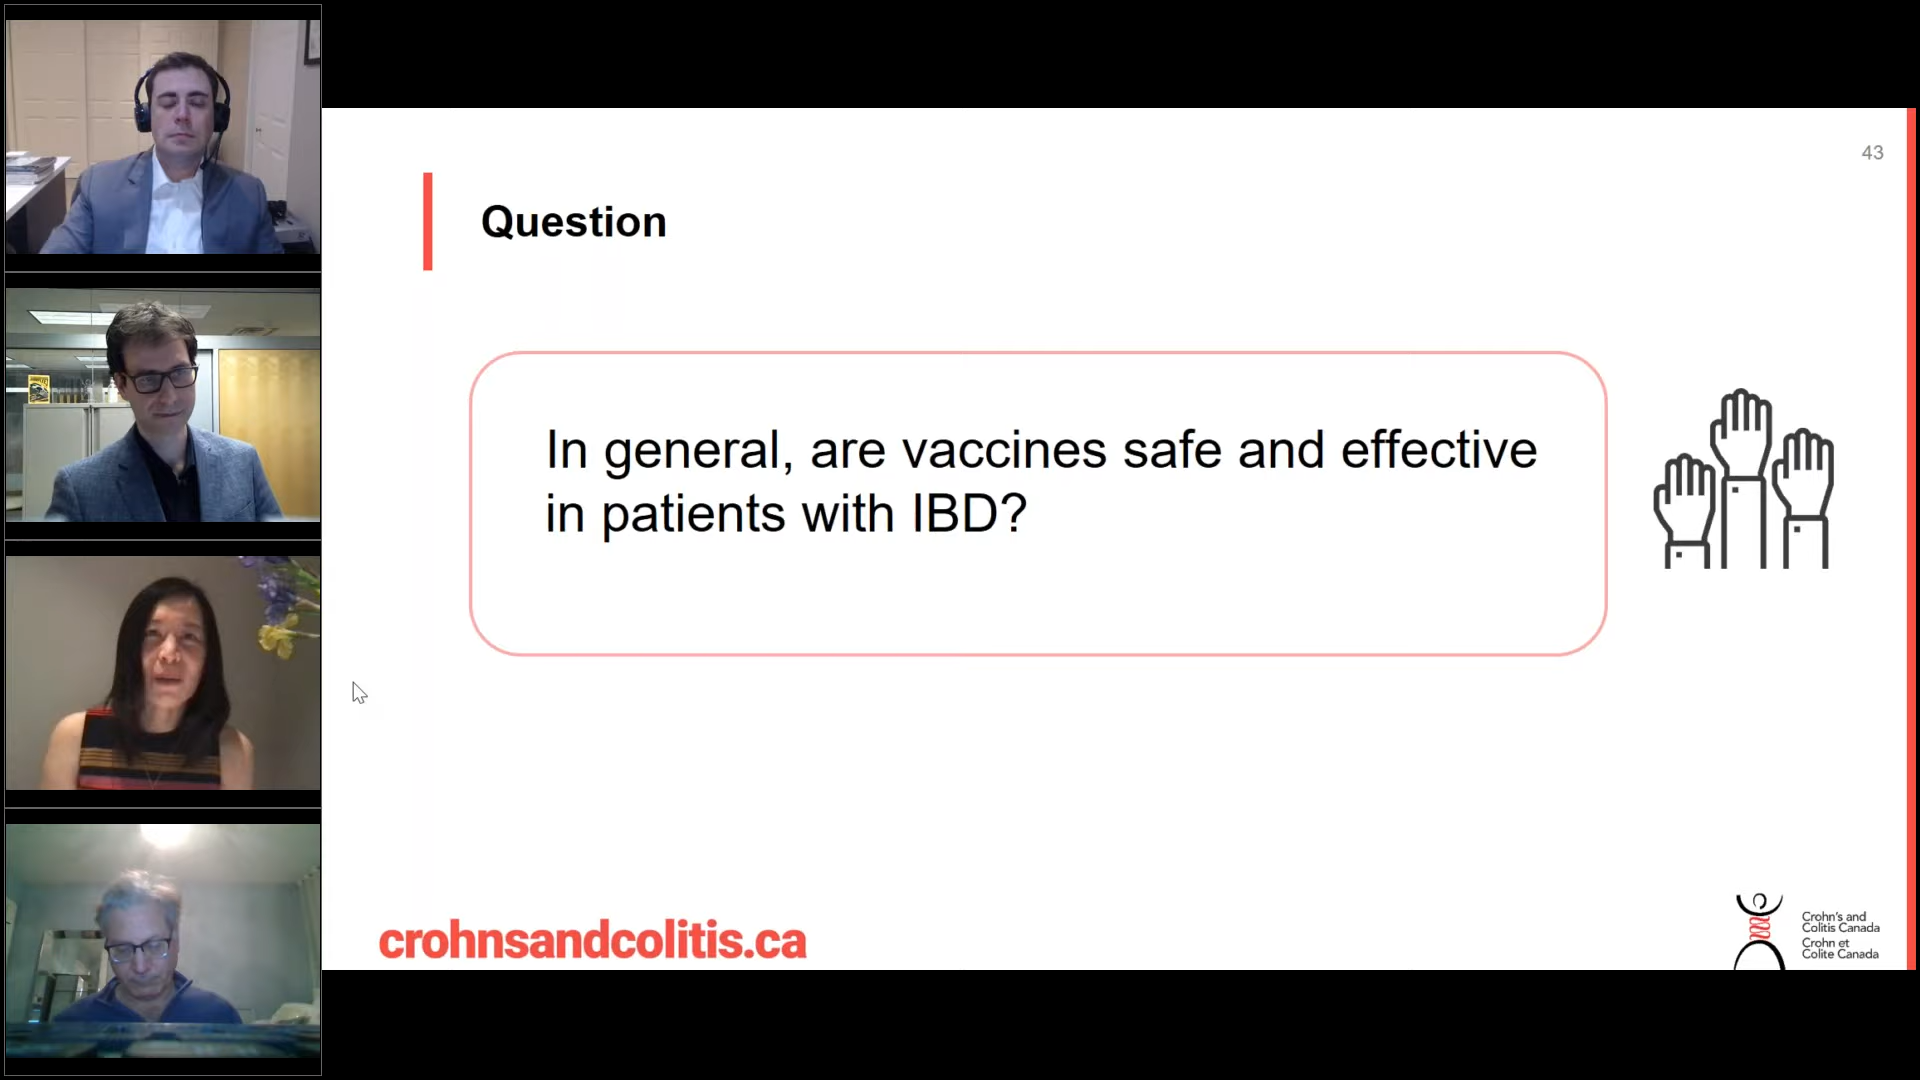 43
Question
In general, are vaccines safe and effective
in patients with IBD?
crohnsandcolitis.ca
Crohn's and
Colitis Canada
Crohn et
Colite Canada